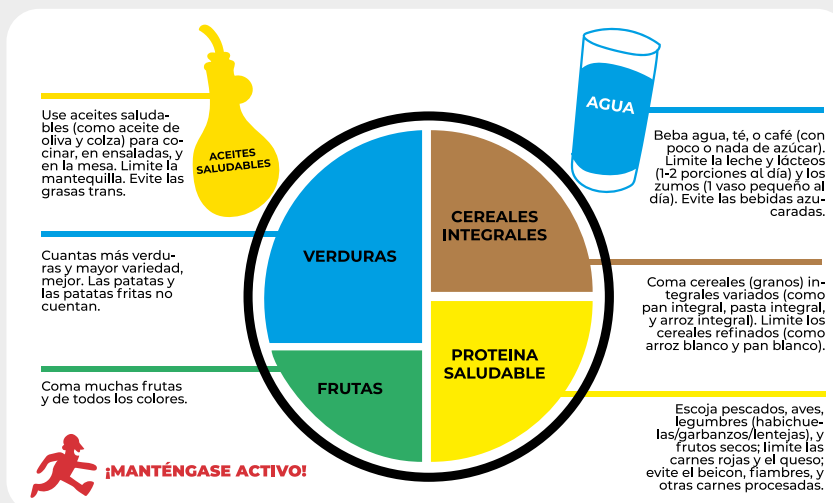 Use aceites saluda-
bles (como aceite de
oliva y colza) para co-
cinar, en ensaladas, y
en la mesa. Limite la
mantequilla. Evite las
grasas trans.
ACEITES
SALUDABLES
AGUA
Beba agua, té, o café (con
poco o nada de azúcar).
Limite la leche y lácteos
(1-2 porciones al día) y los
zumos (1 vaso pequeño al
día). Evite las bebidas azu-
caradas.
VERDURAS
CEREALES
INTEGRALES
Cuantas más verdu-
ras y mayor variedad,
mejor. Las patatas y
las patatas fritas no
cuentan.
Coma cereales (granos) in-
tegrales variados (como
pan integral, pasta integral,
y arroz integral). Limite los
cereales refinados (como
arroz blanco y pan blanco).
FRUTAS
PROTEINA
SALUDABLE
Coma muchas frutas
y de todos los colores.
Escoja pescados, aves,
legumbres (habichue-
las/garbanzos/lentejas), y
frutos secos; limite las
carnes rojas y el queso;
evite el beicon, fiambres, y
otras carnes procesadas.
¡MANTÉNGASE ACTIVO!